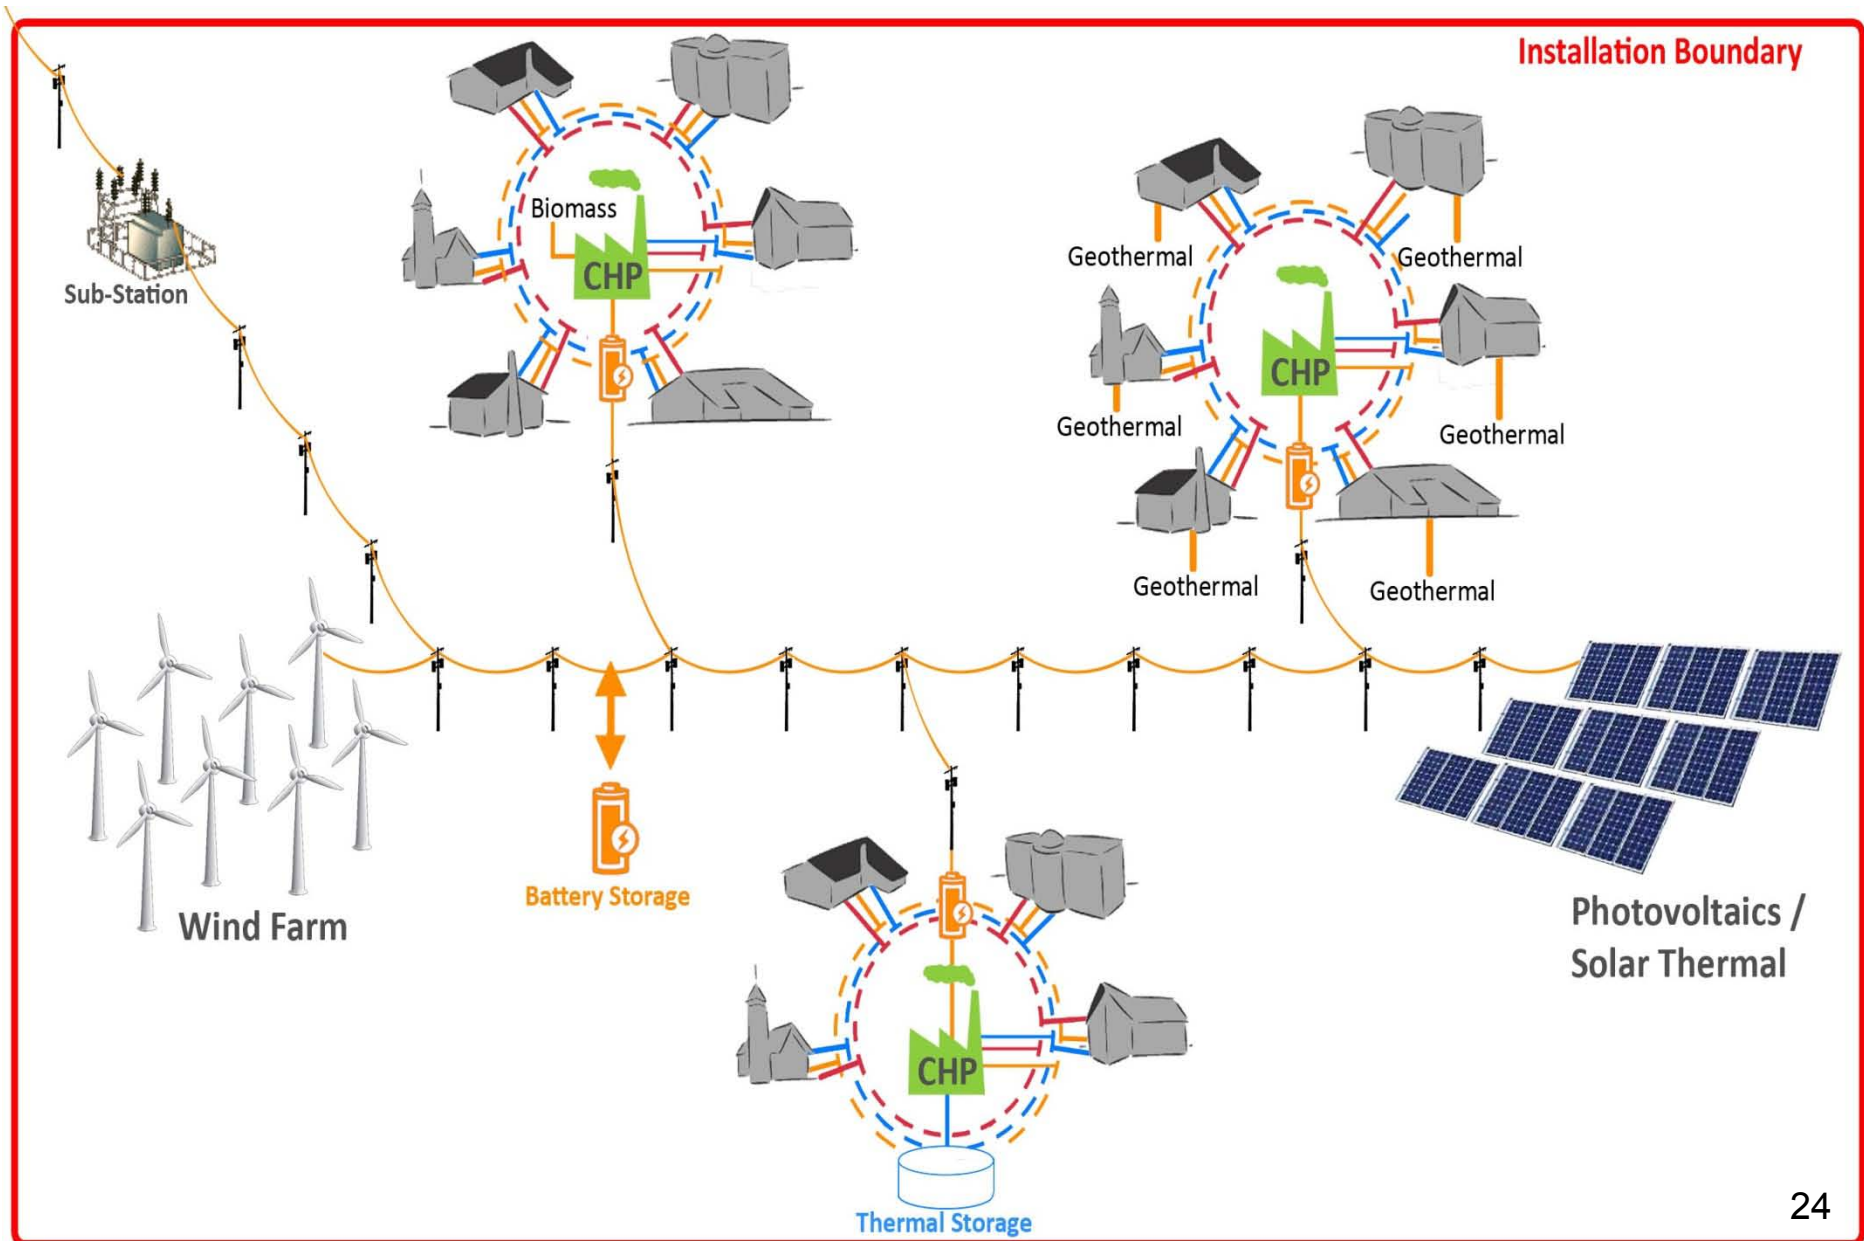 Installation Boundary
Biomass
CHP
Sub-Station
Geothermal
Geothermal
CHP
Geothermal
Geothermal
Geothermal
Geothermal
Battery Storage
Wind Farm
Photovoltaics /
Solar Thermal
CHP
Thermal Storage
24